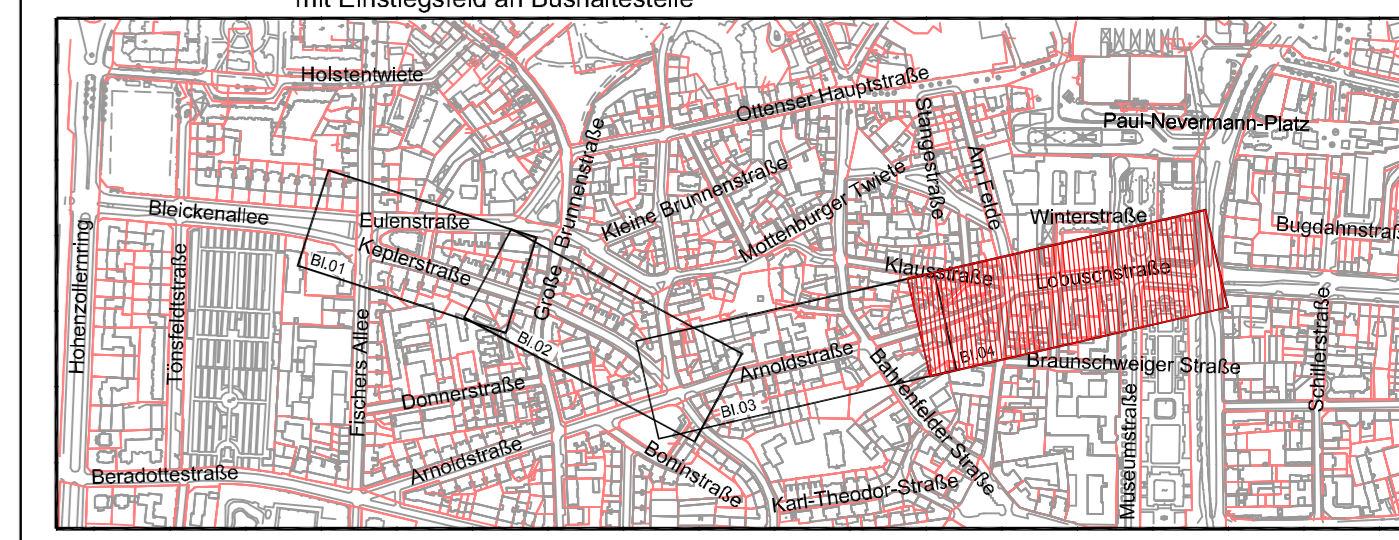 mit Einstiegsfeld an Bushaltestelle
Holstentwiete
Ottenser Hauptstraße
Paul-Nevermann-Platz
Stangestraße
Am Felde
Brunnenstraße
Kleine Brunnenstraße
Mottenburger Twiete
Bleickenallee
Eulenstraße
Winterstraße
Bugdahnstraß
Hohenzollernring
Tönsfeldtstraße
Keplerstraße
Bl.01
Große
Klausstraße
Lobuschstraße
Schillerstraße
Fischers Allee
Bl.02
Bl.04
Arnoldstraße
Braunschweiger Straße
Donnerstraße
Bl.03
Bahrenfelder Straße
Museumstraße
Arnoldstraße
Boninstraße
Beradottestraße
Karl-Theodor-Straße